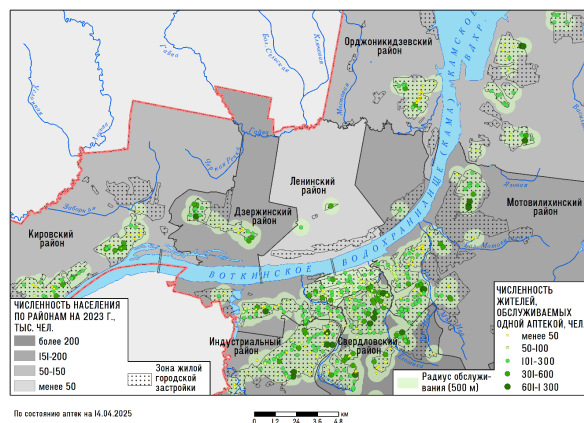 Орджоникидзевский
район
КАМСКОЕ
ВДХР.
Гайва
Ленинский
район
Мотовилихинский
район
Дзержинский
район
Кировский
район
ВОТКИНСКОЕ ВОДОХРАНИЛИЩЕ (КАМА)
Индустриальный
район
Свердловский
район
ЧИСЛЕННОСТЬ НАСЕЛЕНИЯ
ПО РАЙОНАМ НА 2023 Г.,
ТЫС. ЧЕЛ.
более 200
151-200
50-150
менее 50
Зона жилой
городской
застройки
Радиус обслужи-
вания (500 м)
ЧИСЛЕННОСТЬ
ЖИТЕЛЕЙ,
ОБСЛУЖИВАЕМЫХ
ОДНОЙ АПТЕКОЙ, ЧЕЛ.
менее 50
50-100
101-300
301-600
601-1 300
По состоянию аптек на 14.04.2025
0 1,2 2,4 3,6 4,8 км